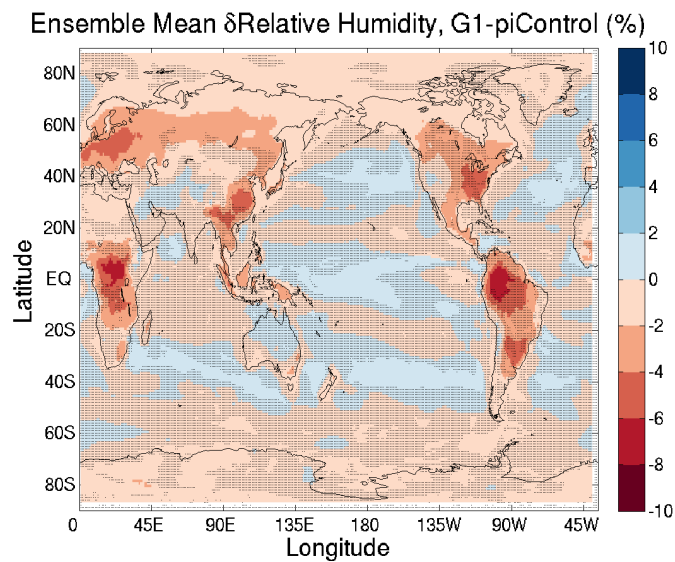 Ensemble Mean δRelative Humidity, G1-piControl (%)
80N
60N
40N
20N
EQ
20S
40S
60S
80S
Latitude
0 45E 90E 135E 180 135W 90W 45W
Longitude
10
8
6
4
2
0
-2
-4
-6
-8
-10